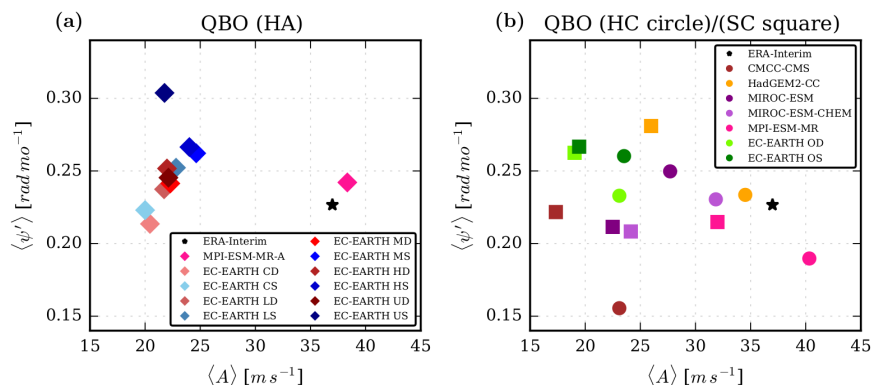 (a) QBO (HA)
⟨ψ′⟩ [rad mo⁻¹]
0.30
0.25
0.20
0.15
15 20 25 30 35 40 45
⟨A⟩ [m s⁻¹]
ERA-Interim
MPI-ESM-MR-A
EC-EARTH CD
EC-EARTH CS
EC-EARTH LD
EC-EARTH LS
EC-EARTH MD
EC-EARTH MS
EC-EARTH HD
EC-EARTH HS
EC-EARTH UD
EC-EARTH US
(b) QBO (HC circle)/(SC square)
⟨ψ′⟩ [rad mo⁻¹]
0.30
0.25
0.20
0.15
15 20 25 30 35 40 45
⟨A⟩ [m s⁻¹]
ERA-Interim
CMCC-CMS
HadGEM2-CC
MIROC-ESM
MIROC-ESM-CHEM
MPI-ESM-MR
EC-EARTH OD
EC-EARTH OS